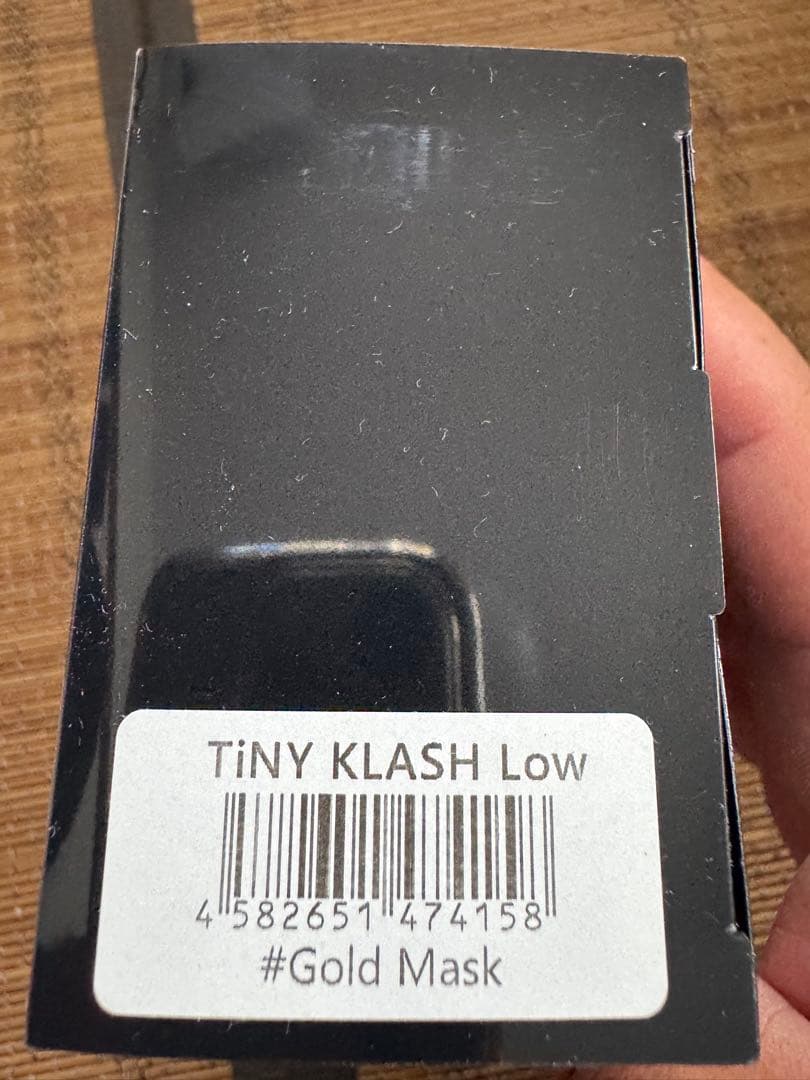 TiNY KLASH Low
4 582651 474158
#Gold Mask